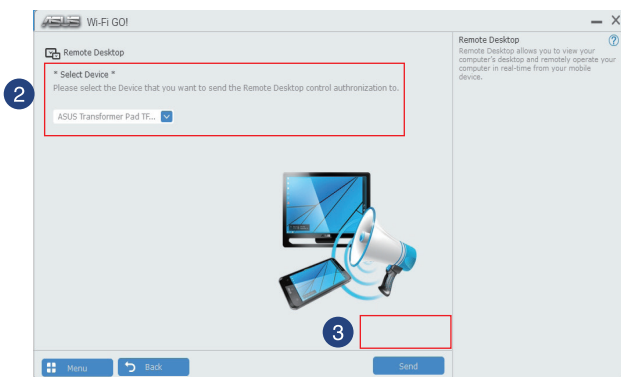 ASUS Wi-Fi GO!
Remote Desktop
* Select Device *
Please select the Device that you want to send the Remote Desktop control authronization to.
ASUS Transformer Pad TF...
2
3
Menu
Back
Send
Remote Desktop
?
Remote Desktop allows you to view your
computer's desktop and remotely operate your
computer in real-time from your mobile
device.